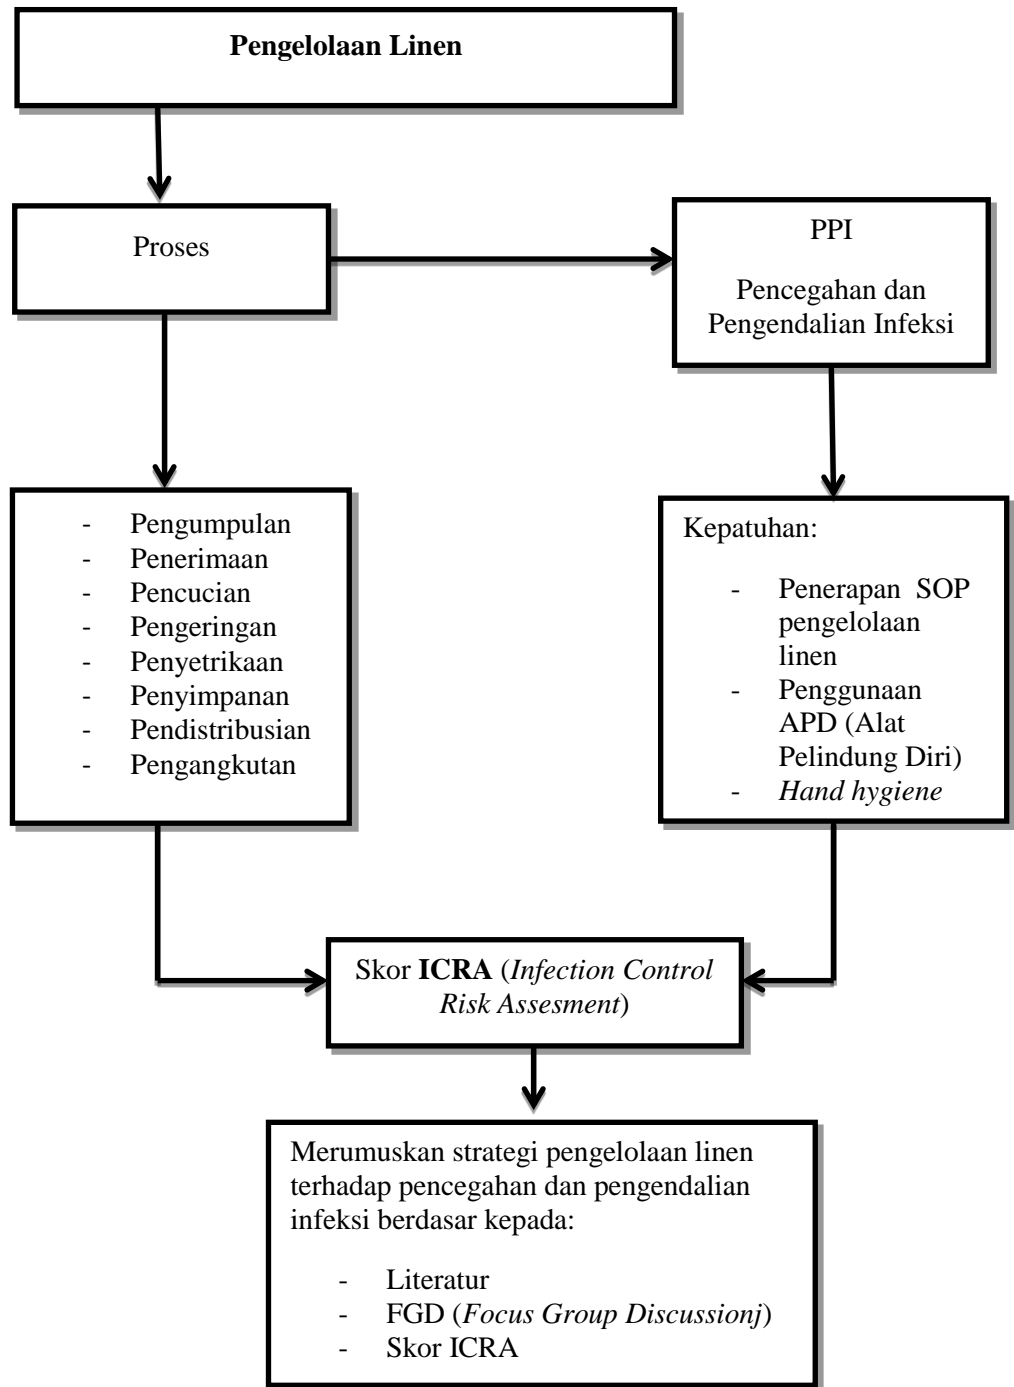 Pengelolaan Linen
Proses
PPI
Pencegahan dan
Pengendalian Infeksi
- Pengumpulan
- Penerimaan
- Pencucian
- Pengeringan
- Penyetrikaan
- Penyimpanan
- Pendistribusian
- Pengangkutan
Kepatuhan:
- Penerapan SOP
pengelolaan
linen
- Penggunaan
APD (Alat
Pelindung Diri)
- Hand hygiene
Skor ICRA (Infection Control
Risk Assesment)
Merumuskan strategi pengelolaan linen
terhadap pencegahan dan pengendalian
infeksi berdasar kepada:
- Literatur
- FGD (Focus Group Discussionj)
- Skor ICRA